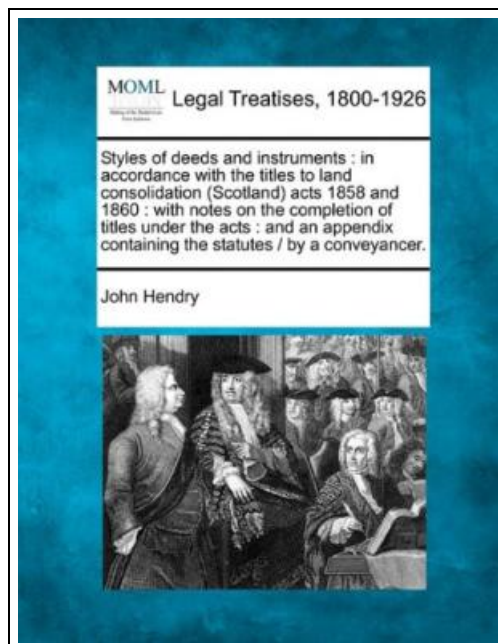 MOML
Legal Treatises, 1800-1926
Styles of deeds and instruments : in
accordance with the titles to land
consolidation (Scotland) acts 1858 and
1860 : with notes on the completion of
titles under the acts : and an appendix
containing the statutes / by a conveyancer.
John Hendry